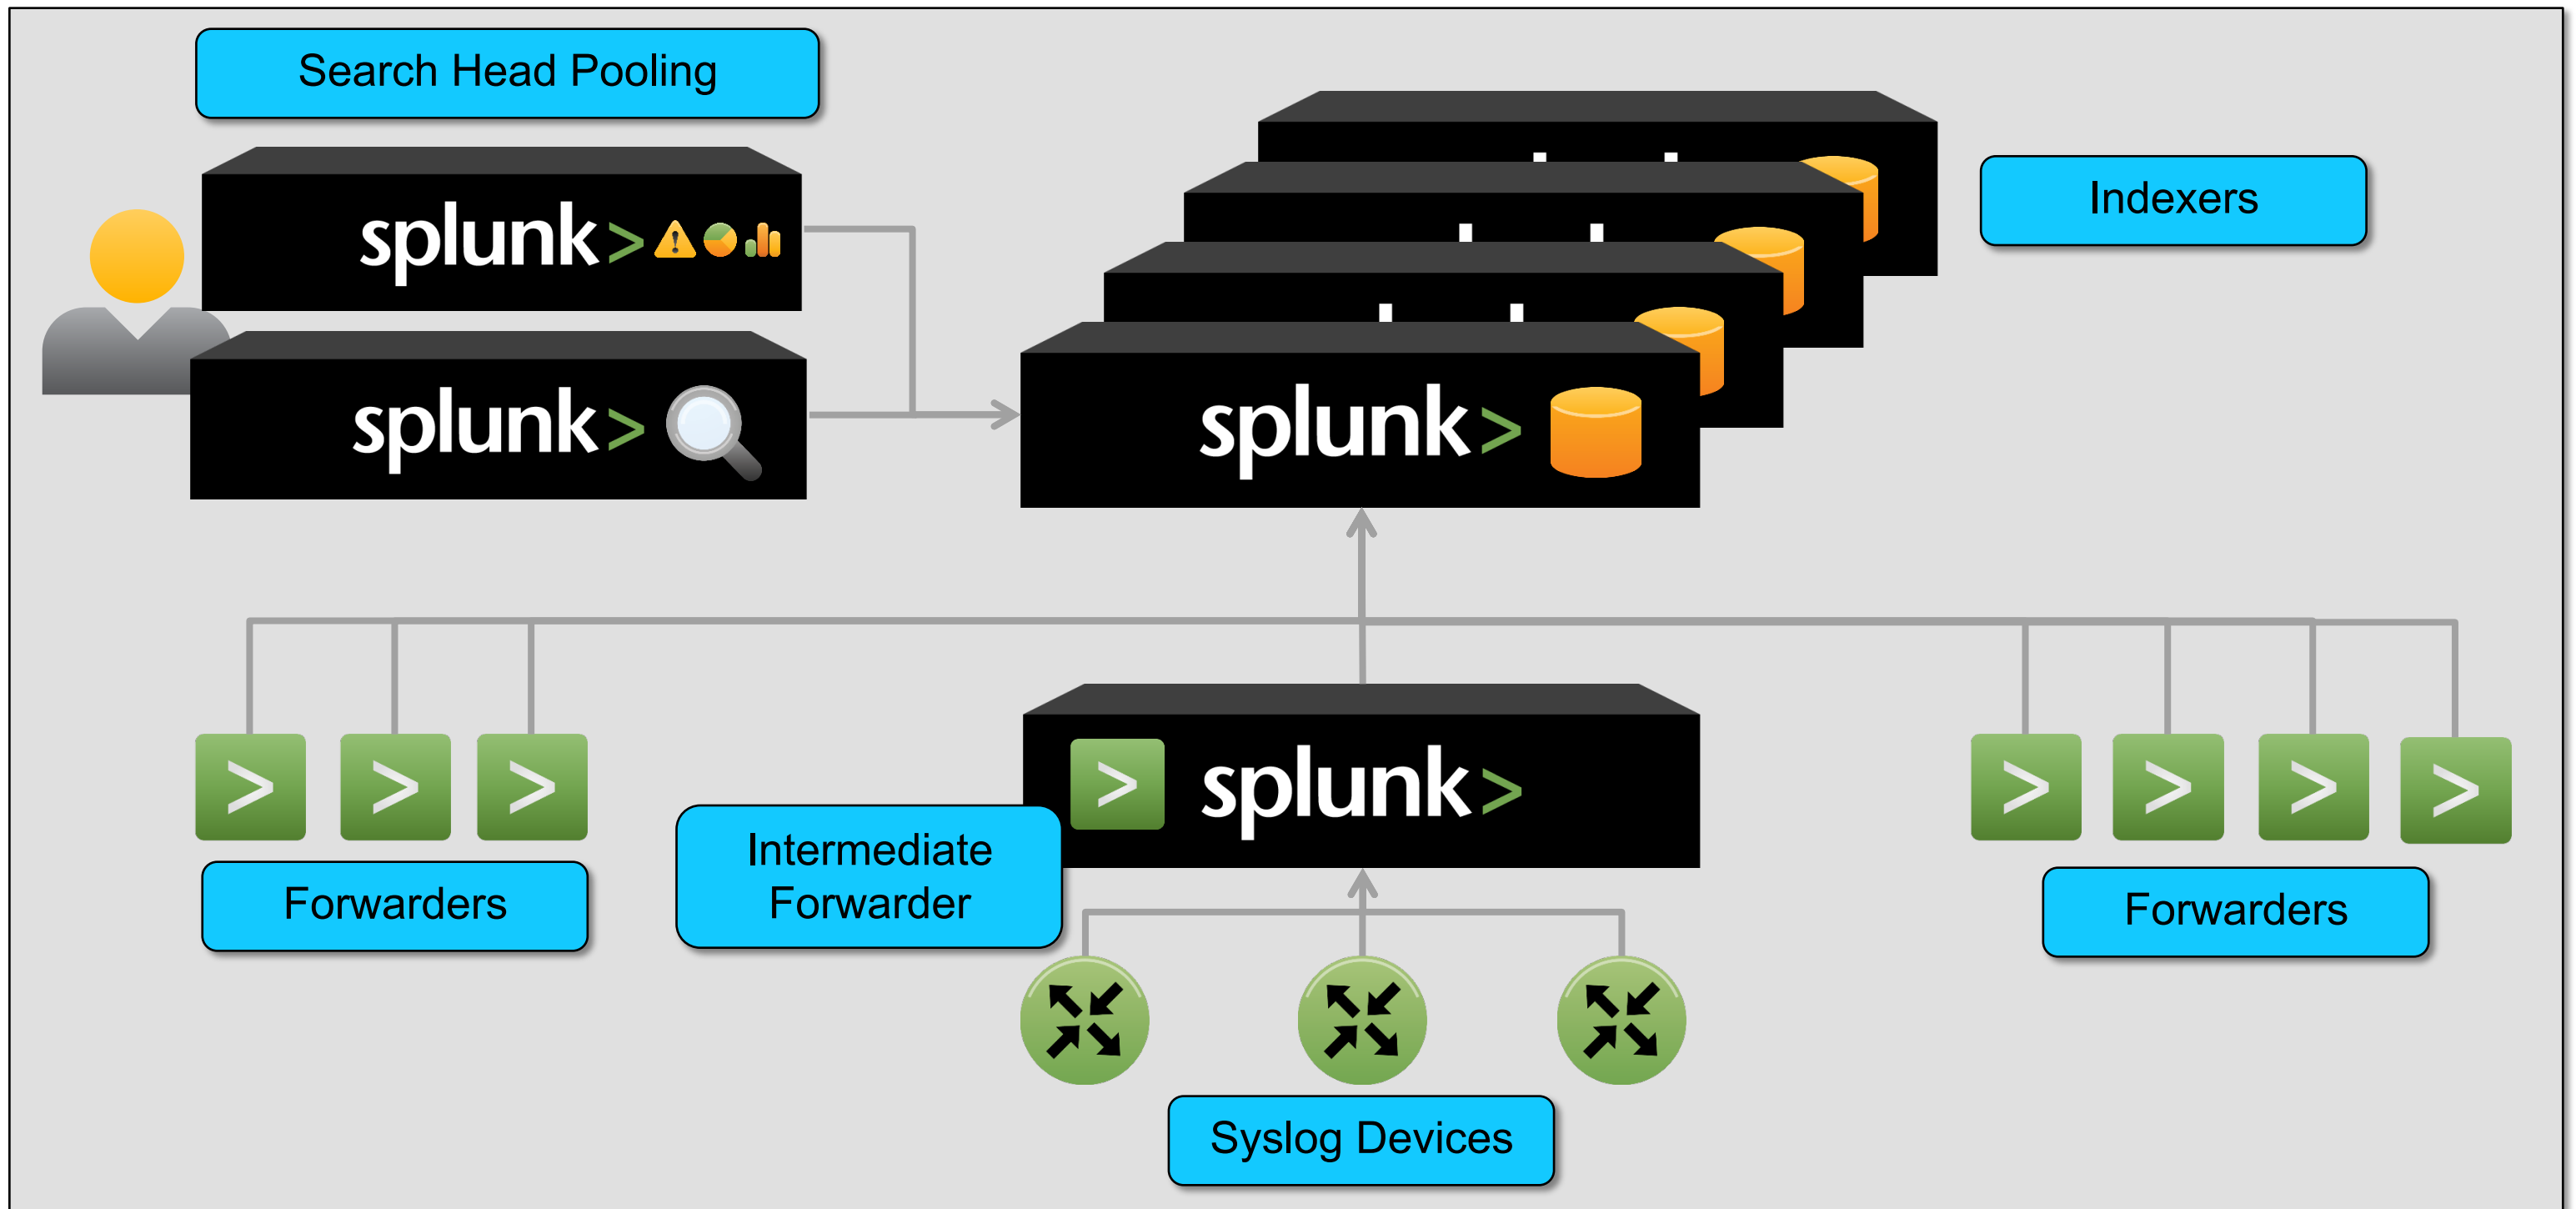 Search Head Pooling
splunk>
splunk>
Indexers
splunk>
>
>
>
Forwarders
Intermediate
Forwarder
> splunk>
>
>
>
>
Forwarders
Syslog Devices